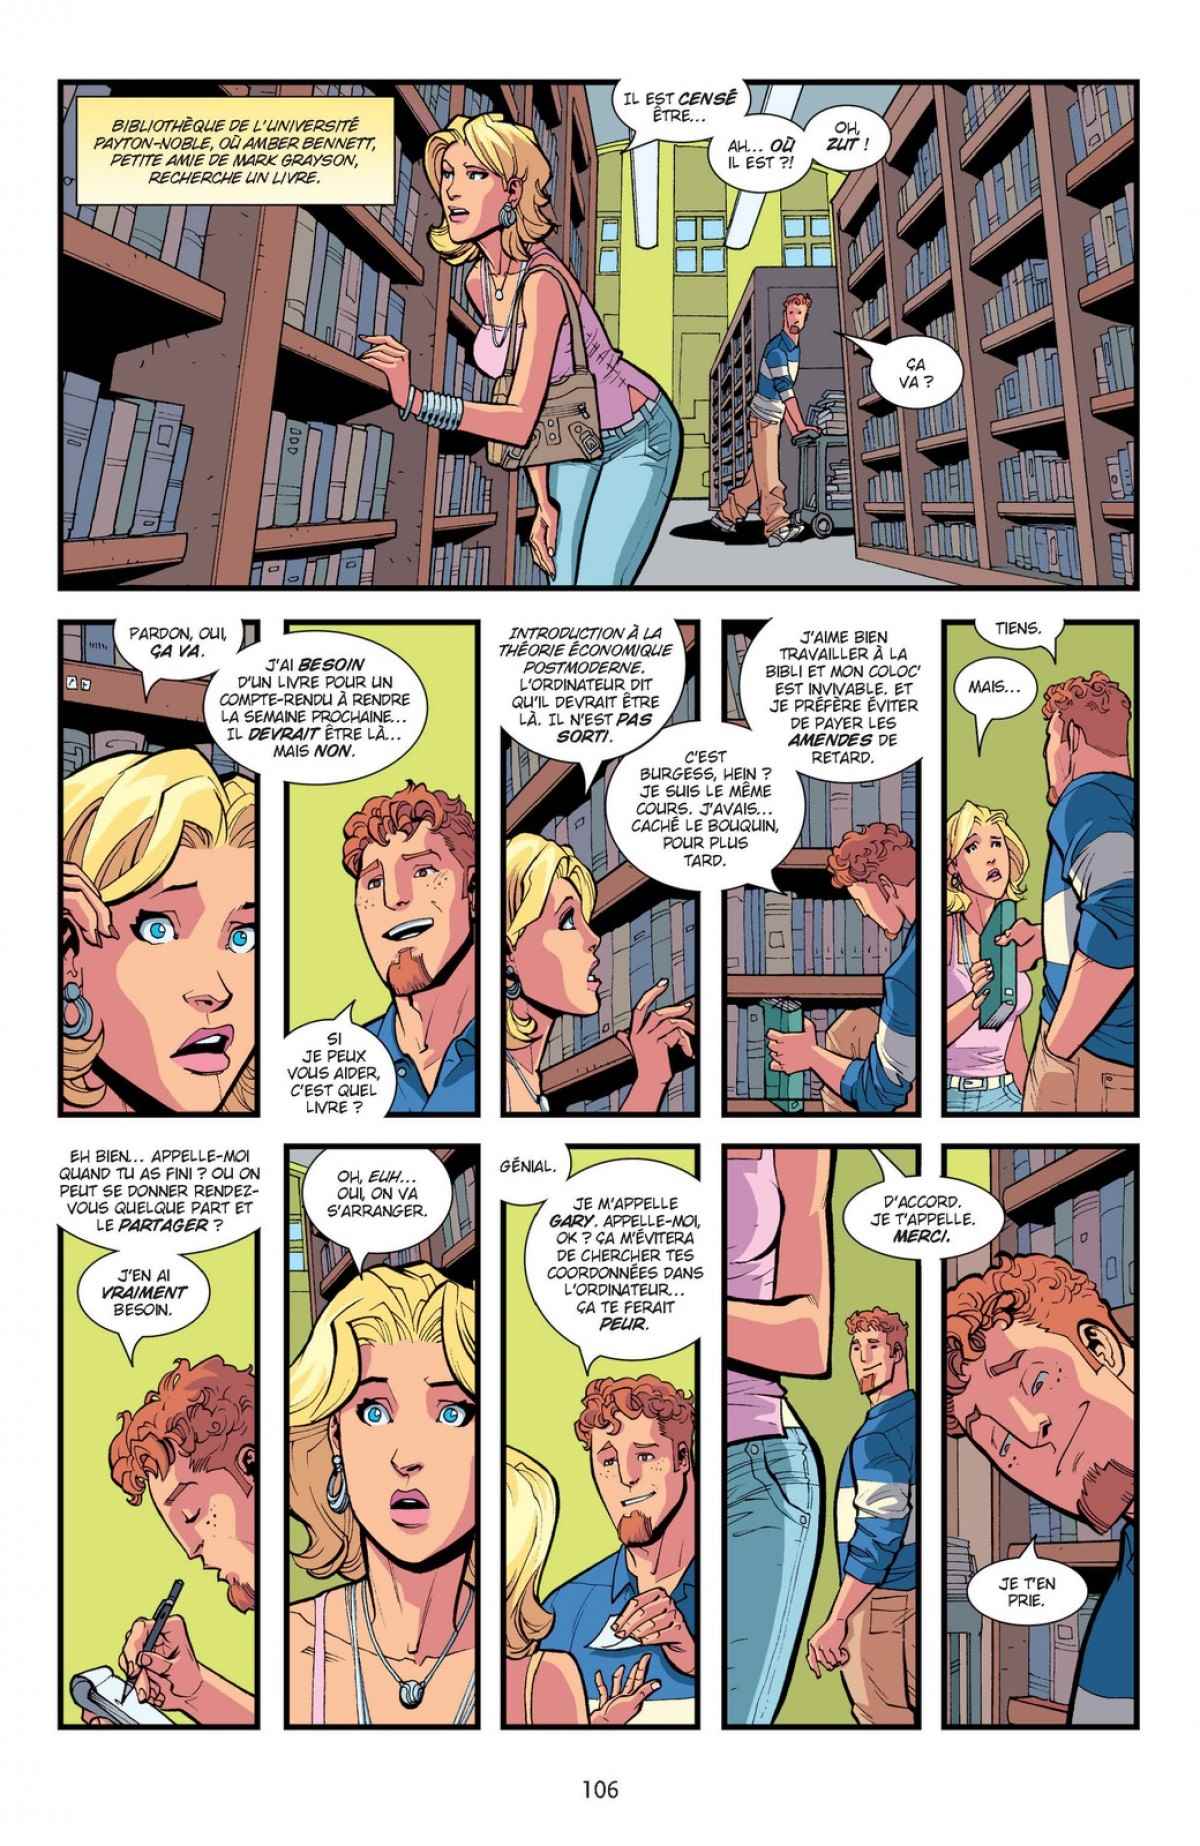 BIBLIOTHÈQUE DE L'UNIVERSITÉ
PAYTON-NOBLE, OÙ AMBER BENNETT,
PETITE AMIE DE MARK GRAYSON,
RECHERCHE UN LIVRE.
IL EST CENSÉ
ÊTRE...
AH... OÙ
IL EST ?!
OH,
ZUT !
ÇA
VA ?
PARDON, OUI,
ÇA VA.
J'AI BESOIN
D'UN LIVRE POUR UN
COMPTE-RENDU À RENDRE
LA SEMAINE PROCHAINE...
IL DEVRAIT ÊTRE LÀ...
MAIS NON.
SI
JE PEUX
VOUS AIDER,
C'EST QUEL
LIVRE ?
INTRODUCTION À LA
THÉORIE ÉCONOMIQUE
POSTMODERNE.
L'ORDINATEUR DIT
QU'IL DEVRAIT ÊTRE
LÀ. IL N'EST PAS
SORTI.
C'EST
BURGESS, HEIN ?
JE SUIS LE MÊME
COURS. J'AVAIS...
CACHÉ LE BOUQUIN,
POUR PLUS
TARD.
J'AIME BIEN
TRAVAILLER À LA
BIBLI ET MON COLOC'
EST INVIVABLE. ET
JE PRÉFÈRE ÉVITER
DE PAYER LES
AMENDES DE
RETARD.
TIENS.
MAIS...
EH BIEN... APPELLE-MOI
QUAND TU AS FINI ? OU ON
PEUT SE DONNER RENDEZ-
VOUS QUELQUE PART ET
LE PARTAGER ?
J'EN AI
VRAIMENT
BESOIN.
OH, EUH...
OUI, ON VA
S'ARRANGER.
GÉNIAL.
JE M'APPELLE
GARY. APPELLE-MOI,
OK ? ÇA M'ÉVITERA
DE CHERCHER TES
COORDONNÉES DANS
L'ORDINATEUR...
ÇA TE FERAIT
PEUR.
D'ACCORD.
JE T'APPELLE.
MERCI.
JE T'EN
PRIE.
106